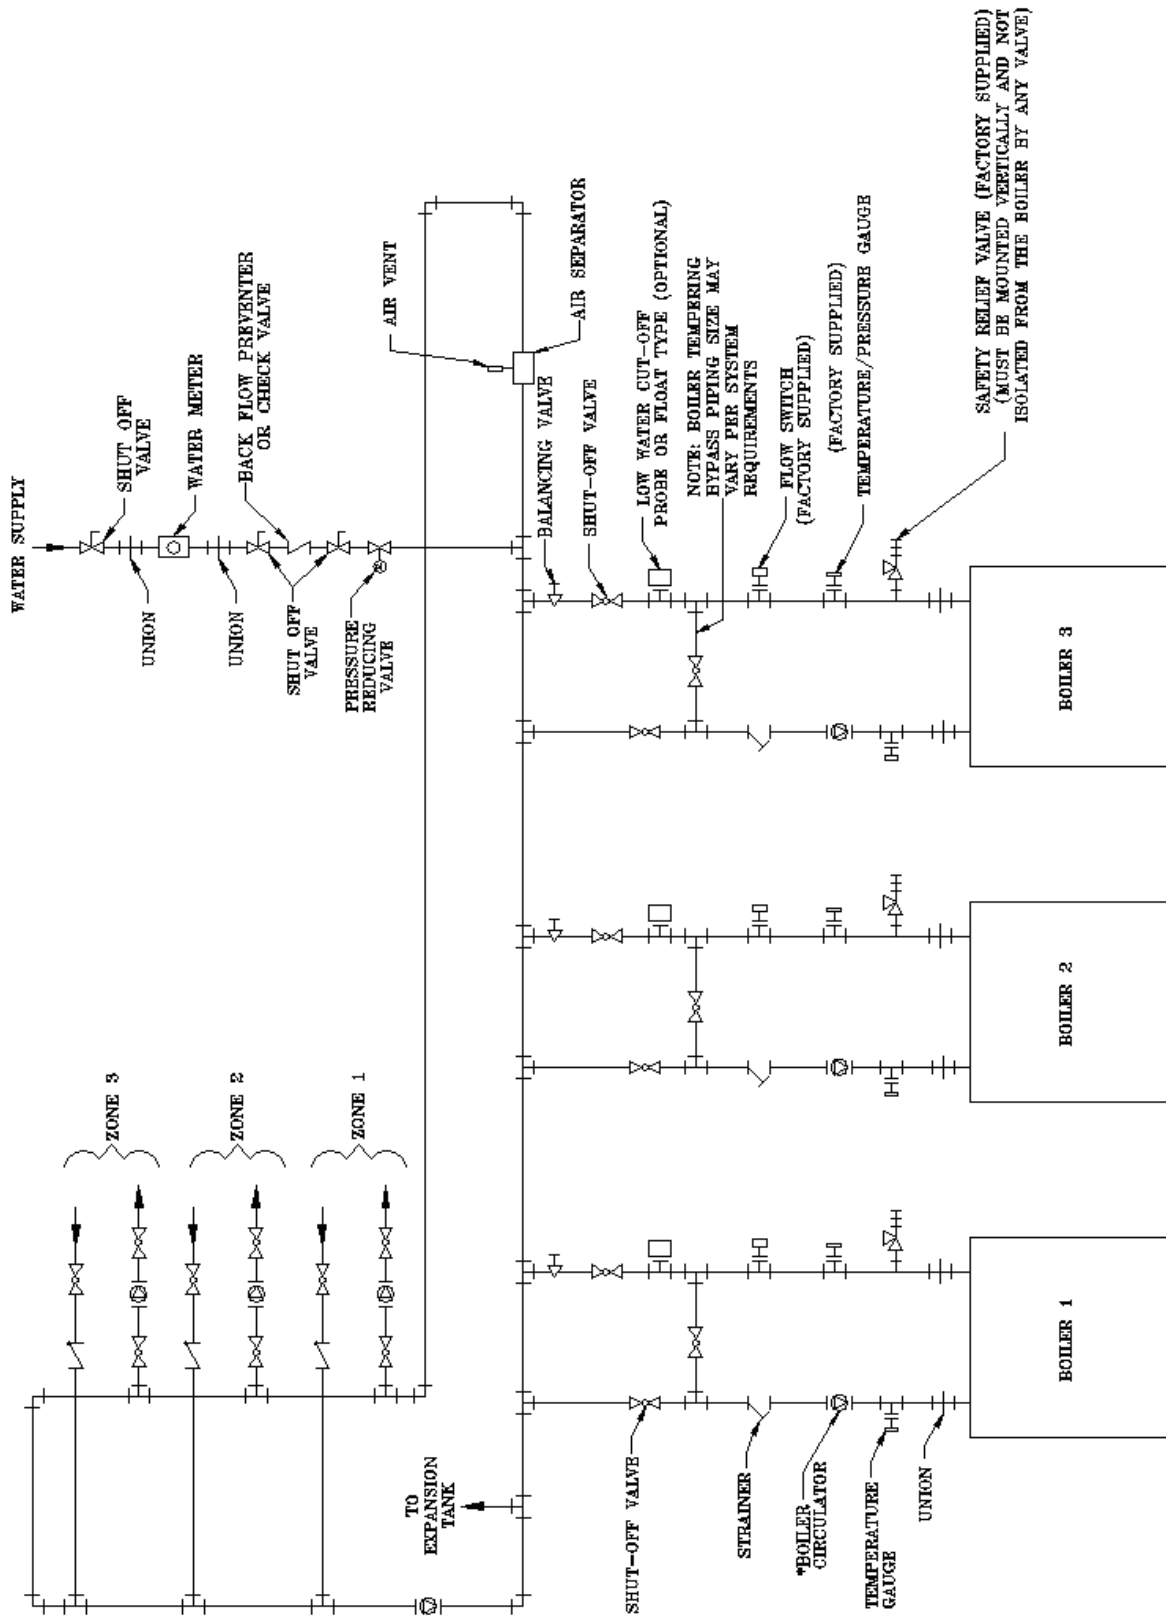 WATER SUPPLY
SHUT OFF
VALVE
WATER METER
BACK FLOW PREVENTER
OR CHECK VALVE
UNION
UNION
SHUT OFF
VALVE
PRESSURE
REDUCING
VALVE
AIR VENT
AIR SEPARATOR
BALANCING VALVE
SHUT-OFF VALVE
LOW WATER CUT-OFF
PROBE OR FLOAT TYPE (OPTIONAL)
NOTE: BOILER TEMPERING
BYPASS PIPING SIZE MAY
VARY PER SYSTEM
REQUIREMENTS
FLOW SWITCH
(FACTORY SUPPLIED)
(FACTORY SUPPLIED)
TEMPERATURE/PRESSURE GAUGE
SAFETY RELIEF VALVE (FACTORY SUPPLIED)
(MUST BE MOUNTED VERTICALLY AND NOT
ISOLATED FROM THE BOILER BY ANY VALVE)
ZONE 3
ZONE 2
ZONE 1
TO
EXPANSION
TANK
SHUT-OFF VALVE
STRAINER
*BOILER
CIRCULATOR
TEMPERATURE
GAUGE
UNION
BOILER 1
BOILER 2
BOILER 3